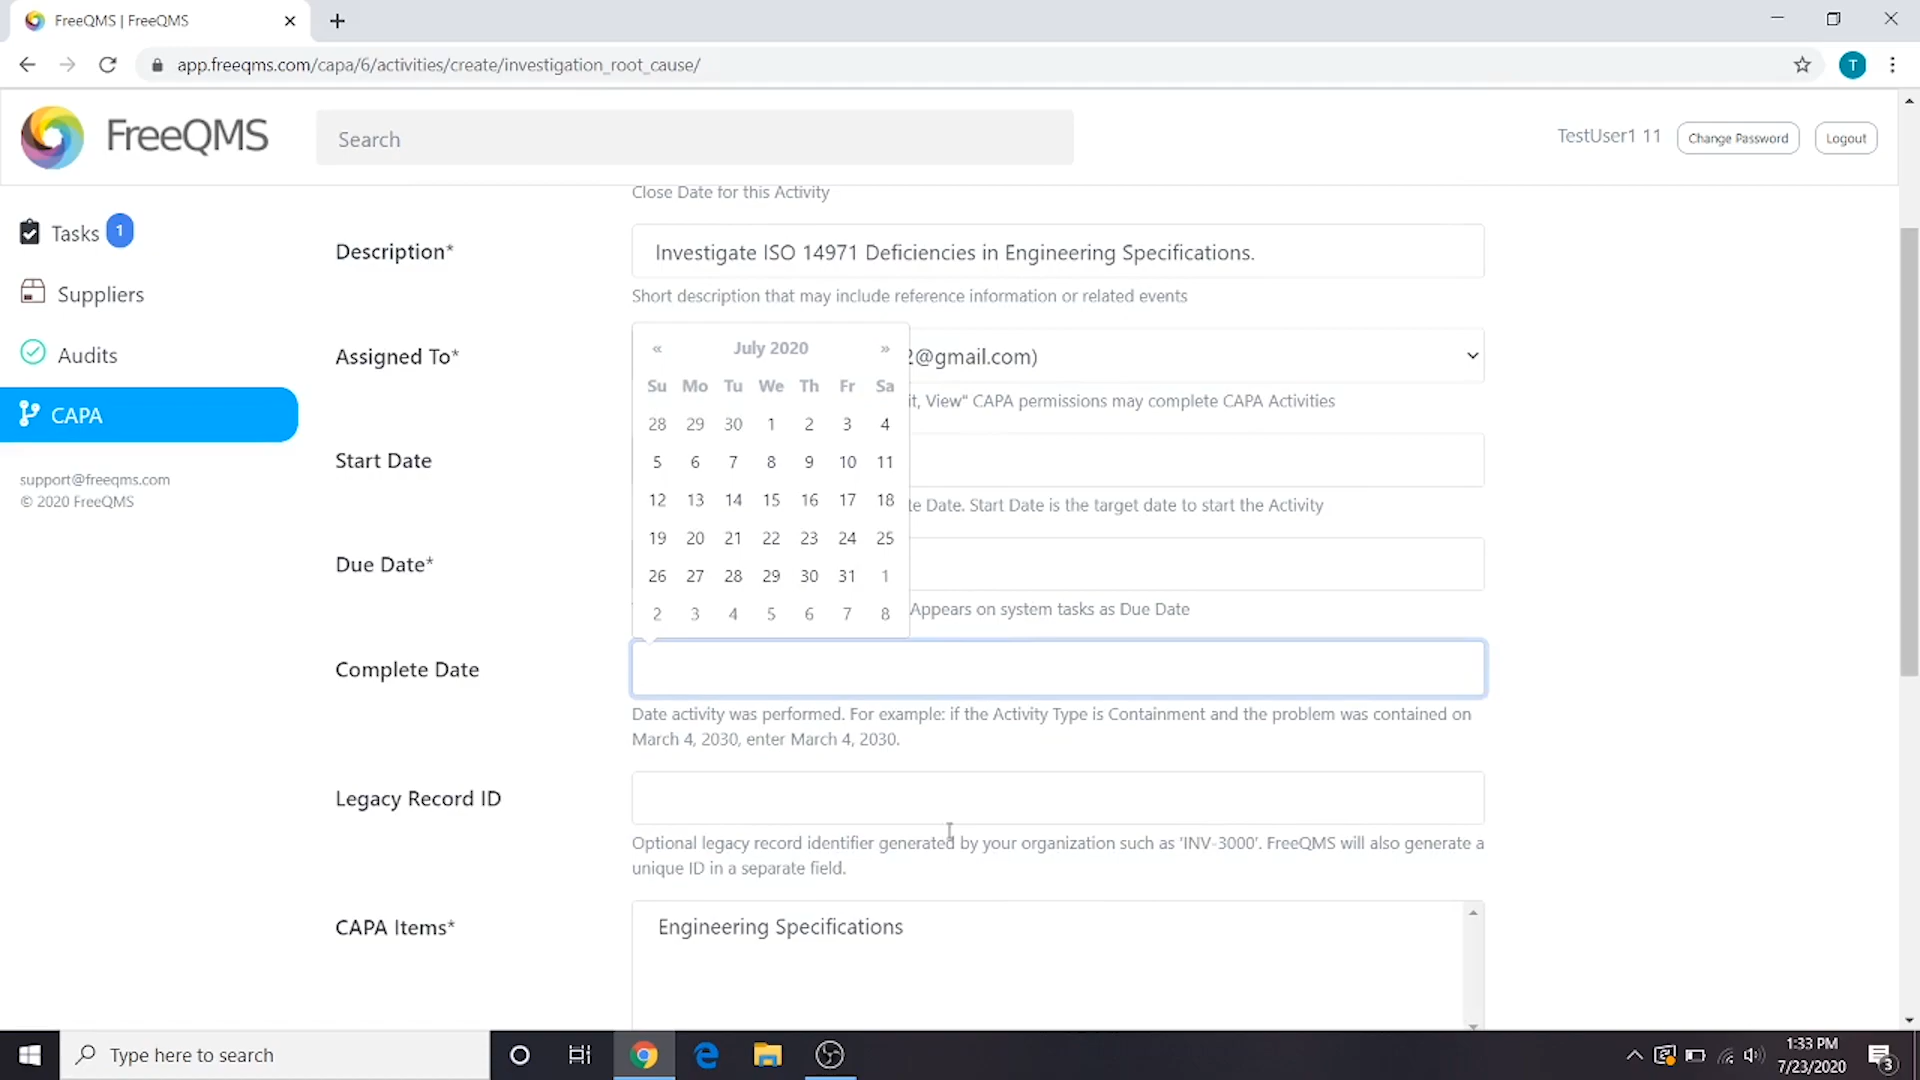 FreeQMS | FreeQMS
app.freeqms.com/capa/6/activities/create/investigation_root_cause/
T
FreeQMS
Search
TestUser1 11
Change Password
Logout
Tasks 1
Suppliers
Audits
CAPA
support@freeqms.com
© 2020 FreeQMS
Close Date for this Activity
Description*
Investigate ISO 14971 Deficiencies in Engineering Specifications.
Short description that may include reference information or related events
Assigned To*
2@gmail.com)
it, View" CAPA permissions may complete CAPA Activities
Start Date
te Date. Start Date is the target date to start the Activity
Due Date*
Appears on system tasks as Due Date
« July 2020 »
Su Mo Tu We Th Fr Sa
28 29 30 1 2 3 4
5 6 7 8 9 10 11
12 13 14 15 16 17 18
19 20 21 22 23 24 25
26 27 28 29 30 31 1
2 3 4 5 6 7 8
Complete Date
Date activity was performed. For example: if the Activity Type is Containment and the problem was contained on
March 4, 2030, enter March 4, 2030.
Legacy Record ID
Optional legacy record identifier generated by your organization such as 'INV-3000'. FreeQMS will also generate a
unique ID in a separate field.
CAPA Items*
Engineering Specifications
Type here to search
1:33 PM
7/23/2020
3